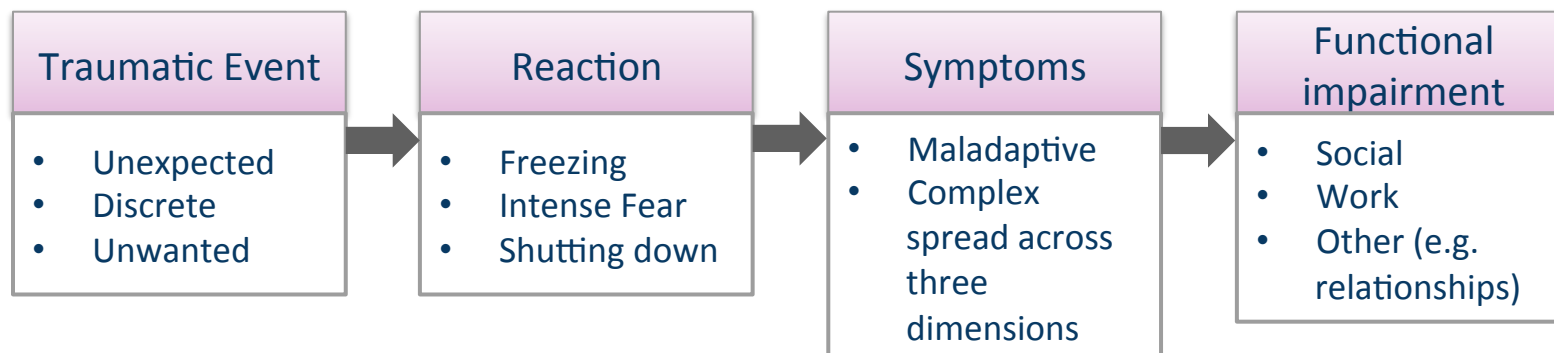 Traumatic Event
• Unexpected
• Discrete
• Unwanted
Reaction
• Freezing
• Intense Fear
• Shutting down
Symptoms
• Maladaptive
• Complex
spread across
three
dimensions
Functional
impairment
• Social
• Work
• Other (e.g.
relationships)